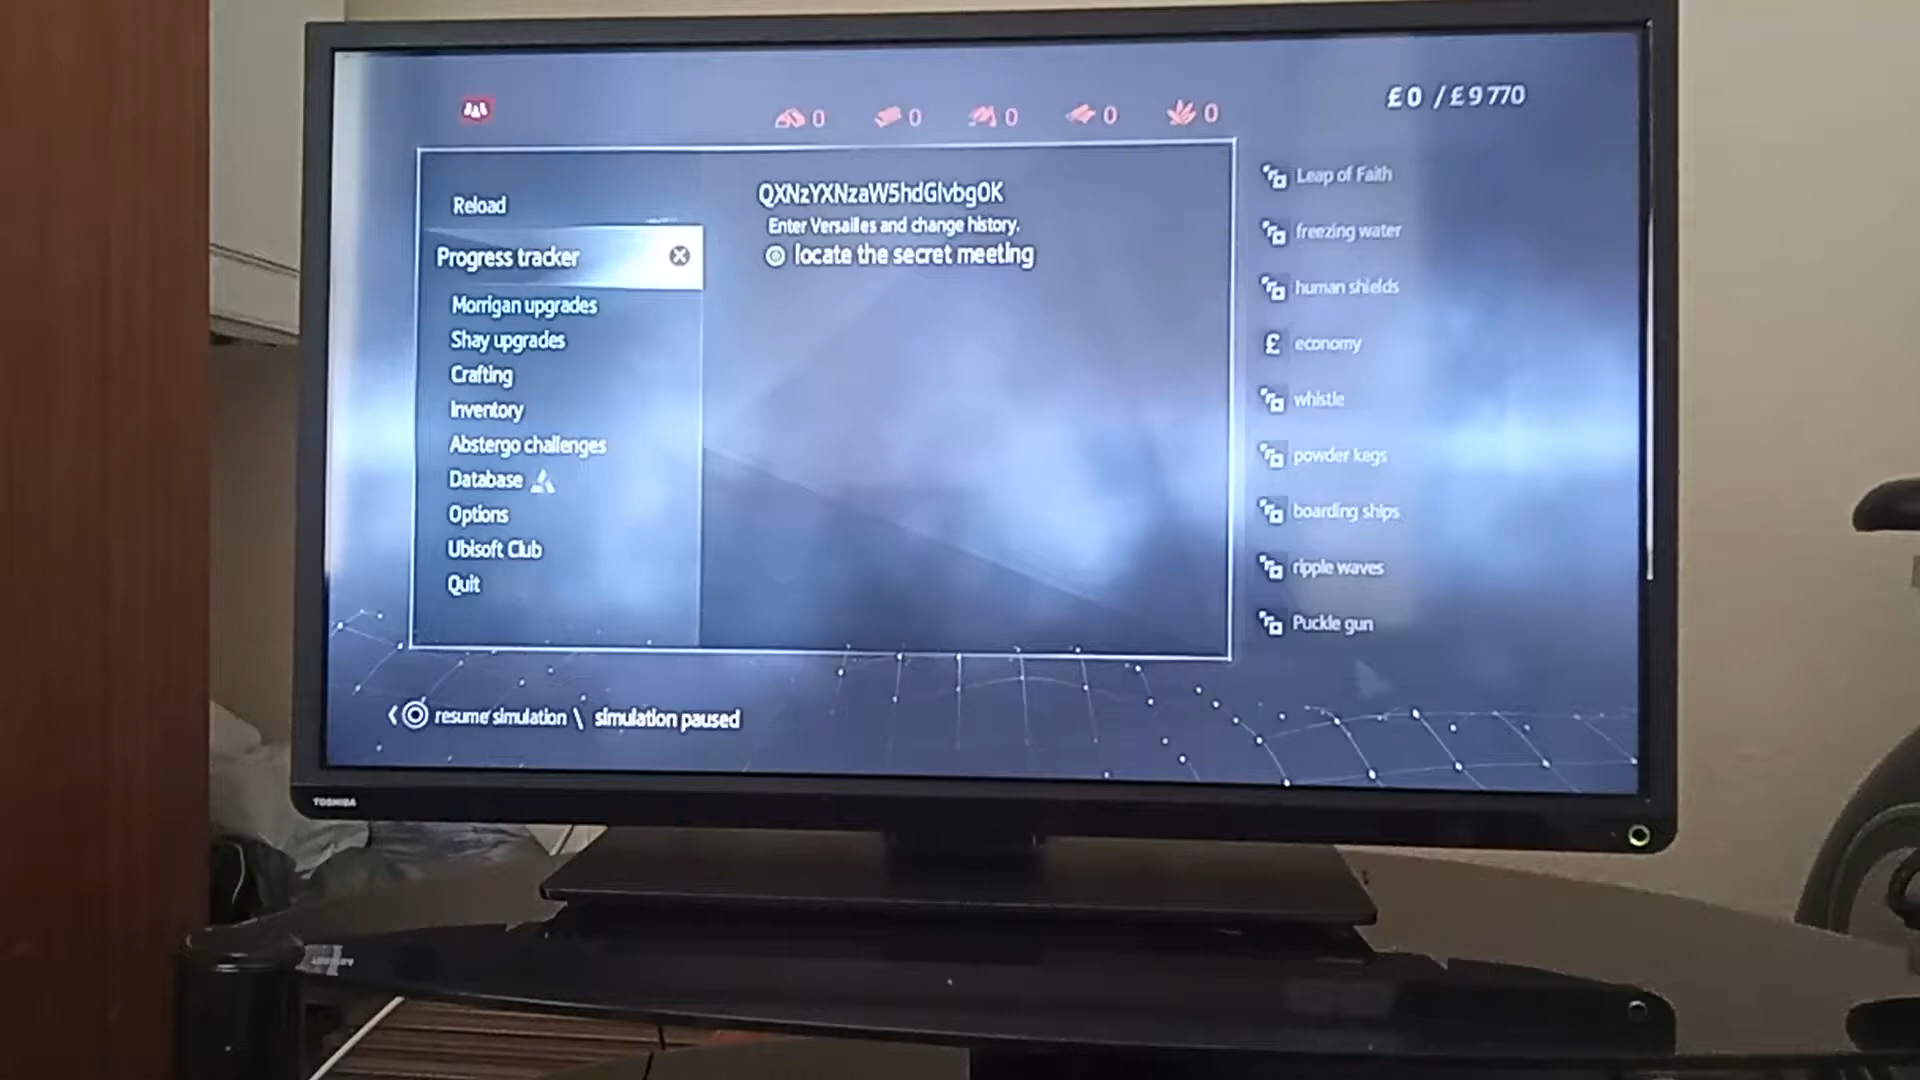 0 0 0 0 0
£0 / £9770
Reload
Progress tracker
Morrigan upgrades
Shay upgrades
Crafting
Inventory
Abstergo challenges
Database
Options
Ubisoft Club
Quit
QXNzYXNzaW5hdGlvbg0K
Enter Versailles and change history.
locate the secret meeting
Leap of Faith
freezing water
human shields
£ economy
whistle
powder kegs
boarding ships
ripple waves
Puckle gun
resume simulation \ simulation paused
TOSHIBA